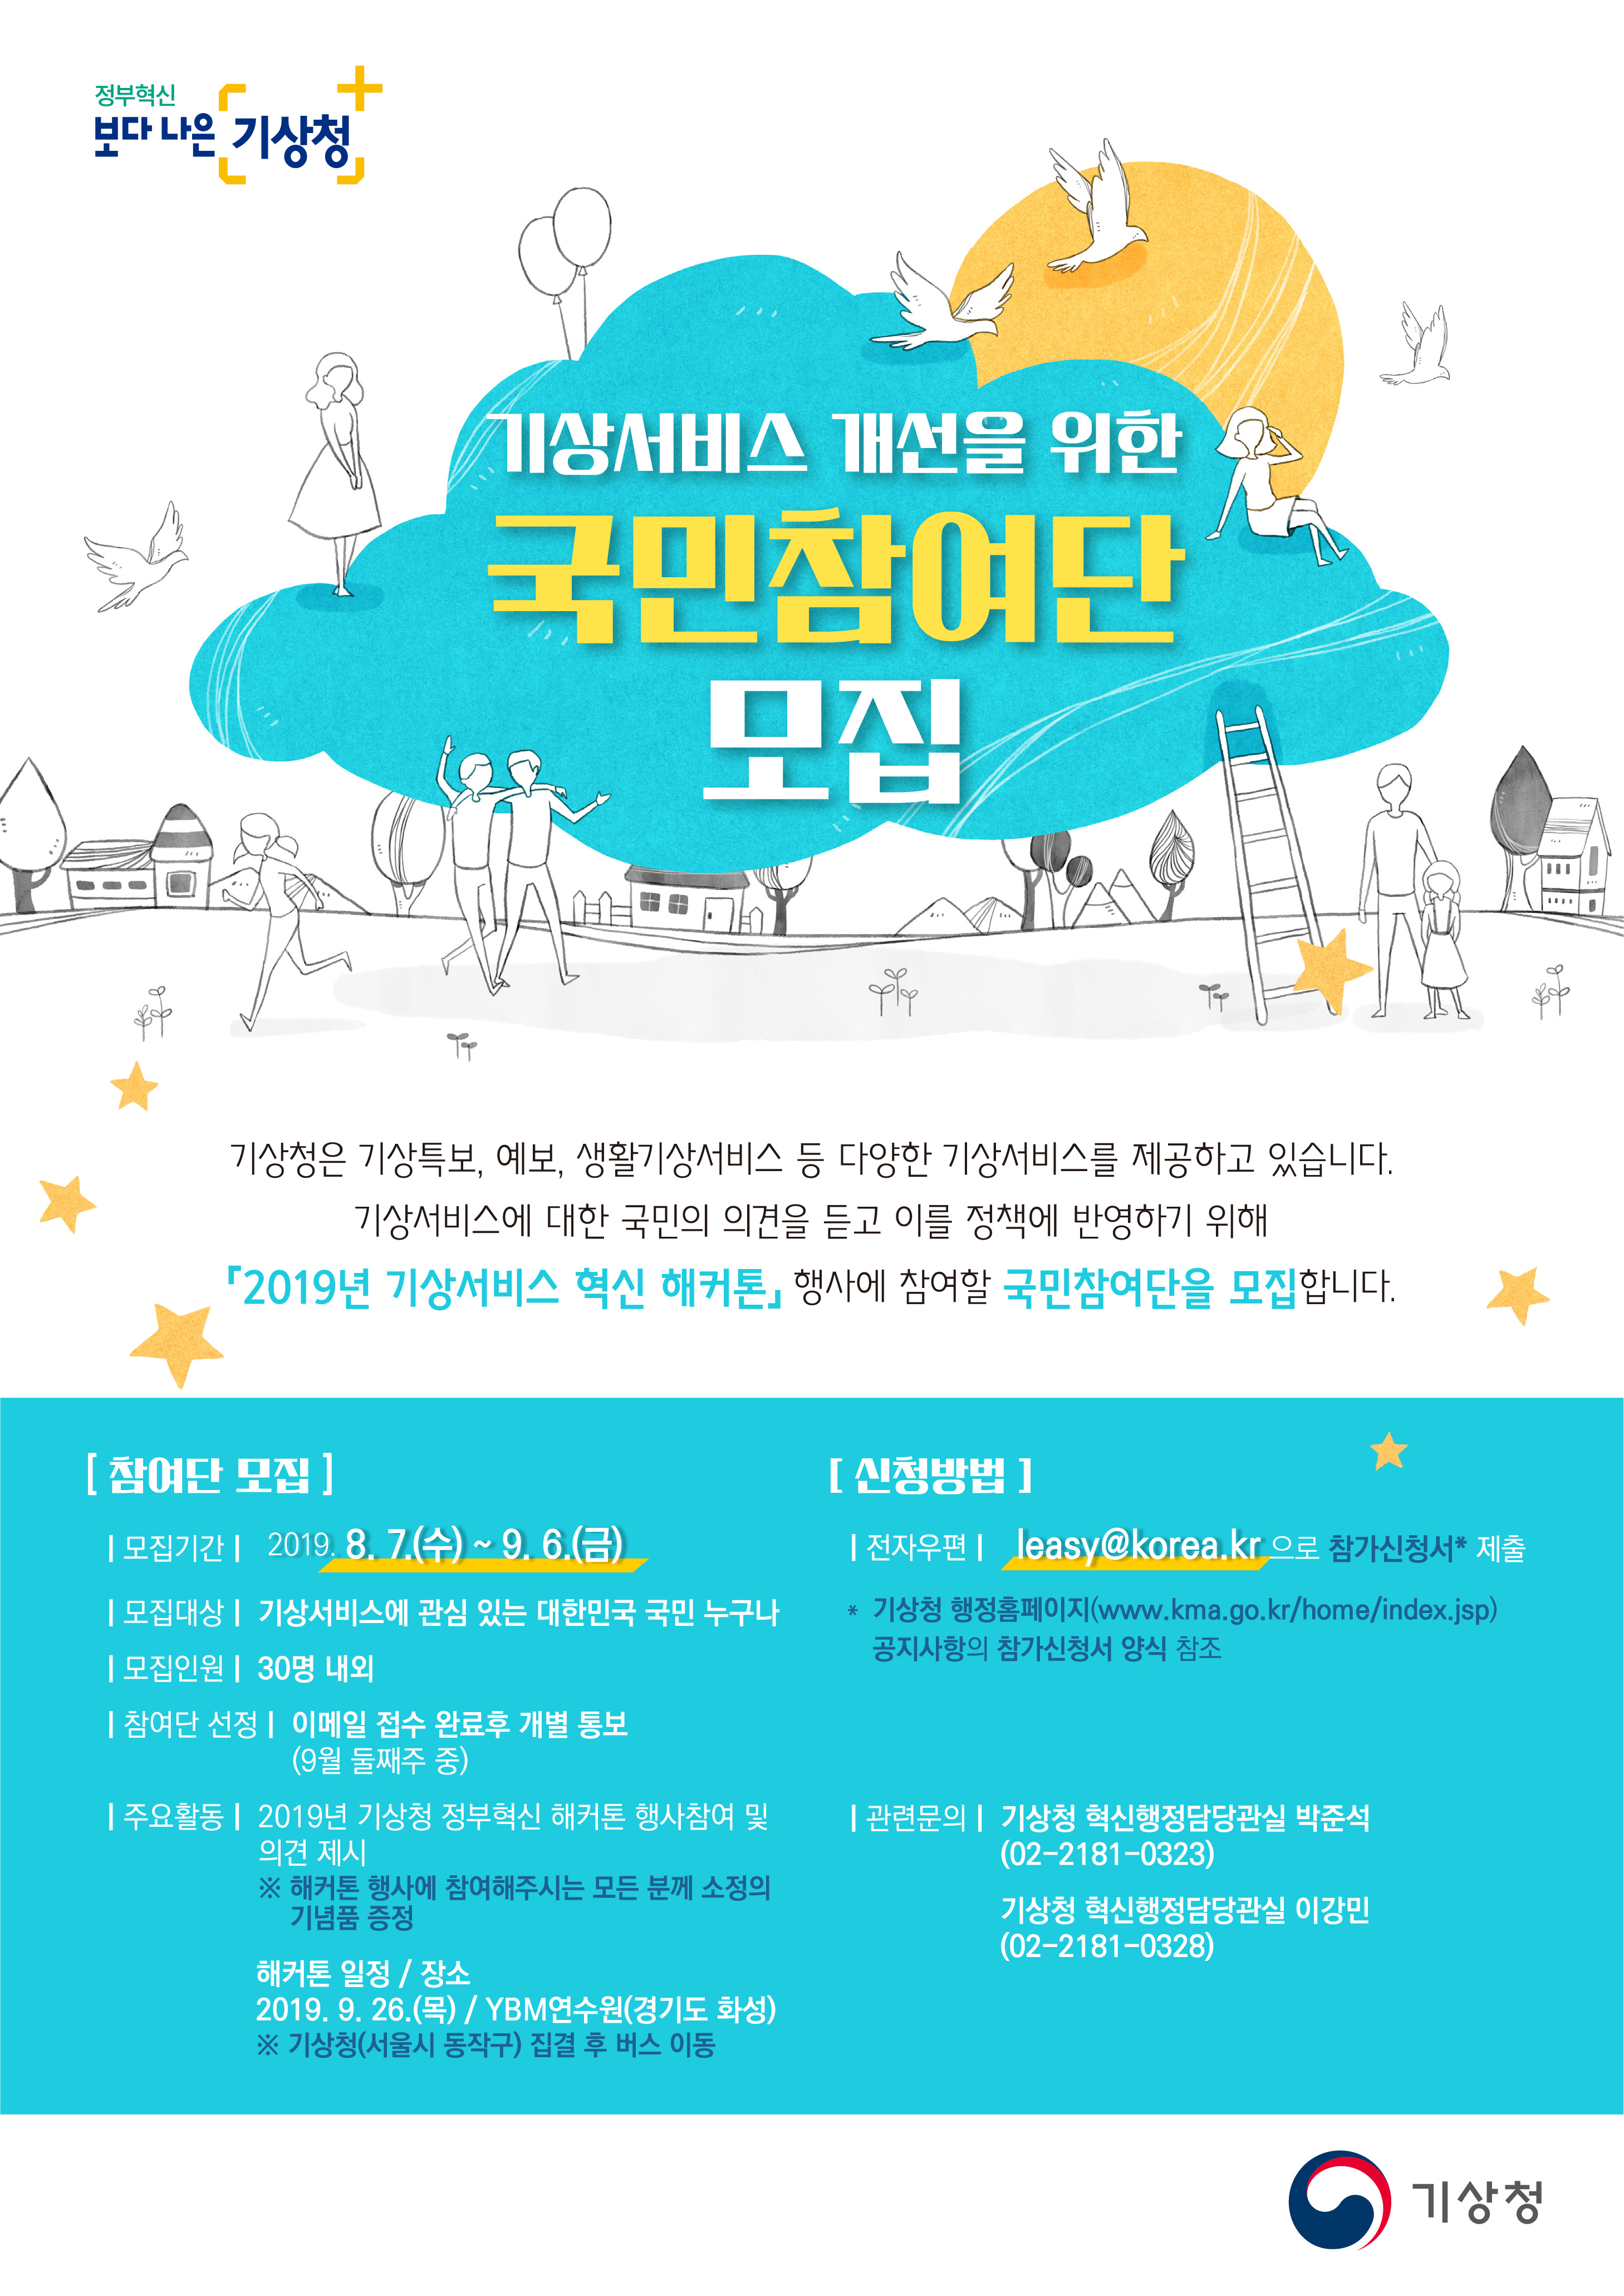 정부혁신
보다 나은 기상청
기상서비스 개선을 위한
국민참여단
모집
기상청은 기상특보, 예보, 생활기상서비스 등 다양한 기상서비스를 제공하고 있습니다.
기상서비스에 대한 국민의 의견을 듣고 이를 정책에 반영하기 위해
「2019년 기상서비스 혁신 해커톤」 행사에 참여할 국민참여단을 모집합니다.
[ 참여단 모집 ]
| 모집기간 | 2019. 8. 7.(수) ~ 9. 6.(금)
| 모집대상 | 기상서비스에 관심 있는 대한민국 국민 누구나
| 모집인원 | 30명 내외
| 참여단 선정 | 이메일 접수 완료후 개별 통보
(9월 둘째주 중)
| 주요활동 | 2019년 기상청 정부혁신 해커톤 행사참여 및
의견 제시
※ 해커톤 행사에 참여해주시는 모든 분께 소정의
기념품 증정
해커톤 일정 / 장소
2019. 9. 26.(목) / YBM연수원(경기도 화성)
※ 기상청(서울시 동작구) 집결 후 버스 이동
[ 신청방법 ]
| 전자우편 | leasy@korea.kr 으로 참가신청서* 제출
* 기상청 행정홈페이지(www.kma.go.kr/home/index.jsp)
공지사항의 참가신청서 양식 참조
| 관련문의 | 기상청 혁신행정담당관실 박준석
(02-2181-0323)
기상청 혁신행정담당관실 이강민
(02-2181-0328)
기상청